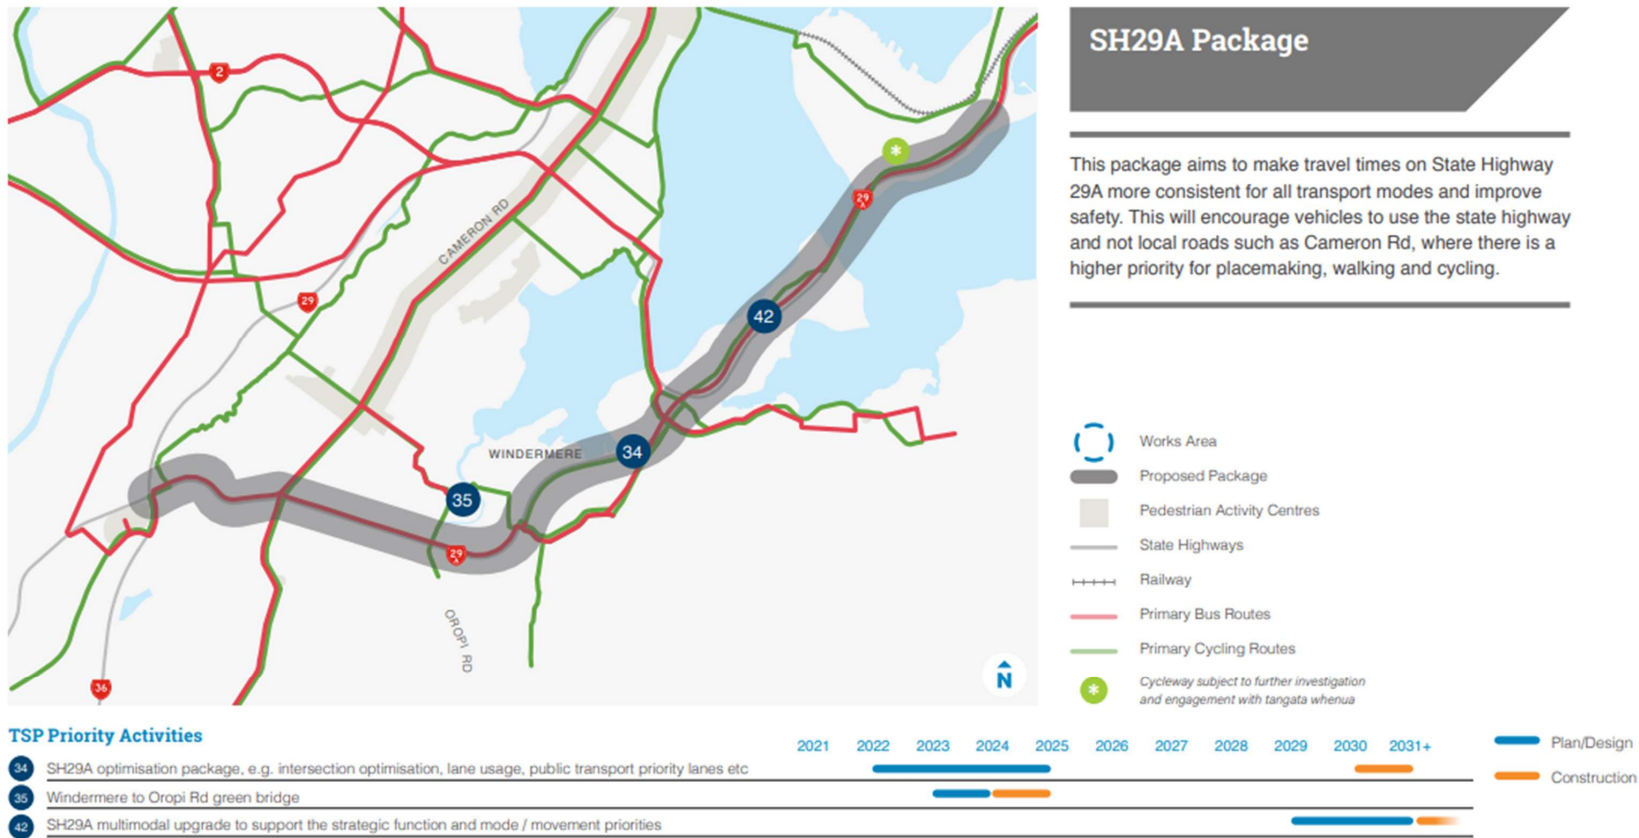 SH29A Package
This package aims to make travel times on State Highway
29A more consistent for all transport modes and improve
safety. This will encourage vehicles to use the state highway
and not local roads such as Cameron Rd, where there is a
higher priority for placemaking, walking and cycling.
2
CAMERON RD
29
29
A
42
WINDERMERE
34
35
29
A
OROPI RD
36
N
Works Area
Proposed Package
Pedestrian Activity Centres
State Highways
Railway
Primary Bus Routes
Primary Cycling Routes
* Cycleway subject to further investigation
and engagement with tangata whenua
TSP Priority Activities
2021 2022 2023 2024 2025 2026 2027 2028 2029 2030 2031+
Plan/Design
Construction
34 SH29A optimisation package, e.g. intersection optimisation, lane usage, public transport priority lanes etc
35 Windermere to Oropi Rd green bridge
42 SH29A multimodal upgrade to support the strategic function and mode / movement priorities